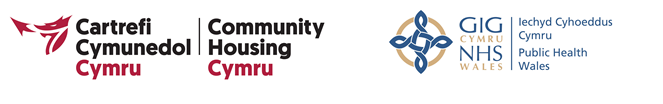 Cartrefi
Cymunedol
Cymru
Community
Housing
Cymru
GIG
CYMRU
NHS
WALES
Iechyd Cyhoeddus
Cymru
Public Health
Wales